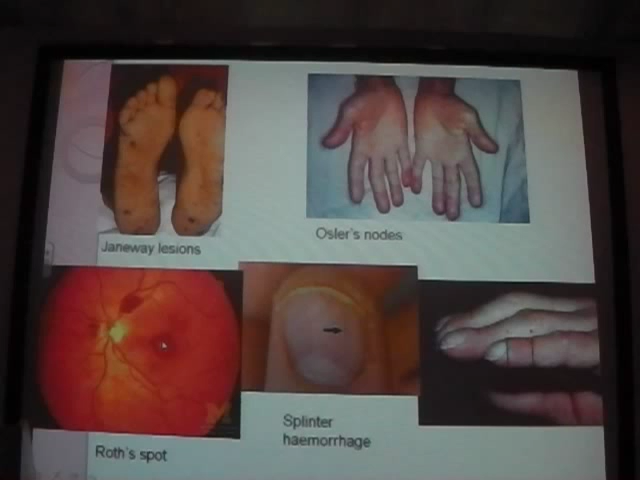 Janeway lesions
Osler's nodes
Splinter
haemorrhage
Roth's spot